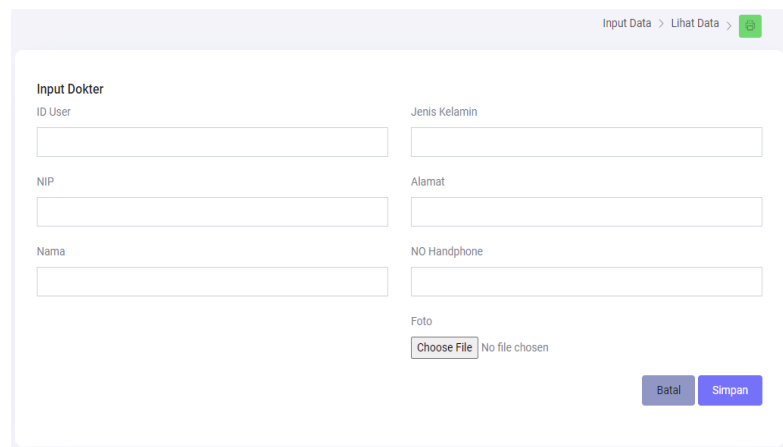 Input Data > Lihat Data >
Input Dokter
ID User
Jenis Kelamin
NIP
Alamat
Nama
NO Handphone
Foto
Choose File No file chosen
Batal Simpan